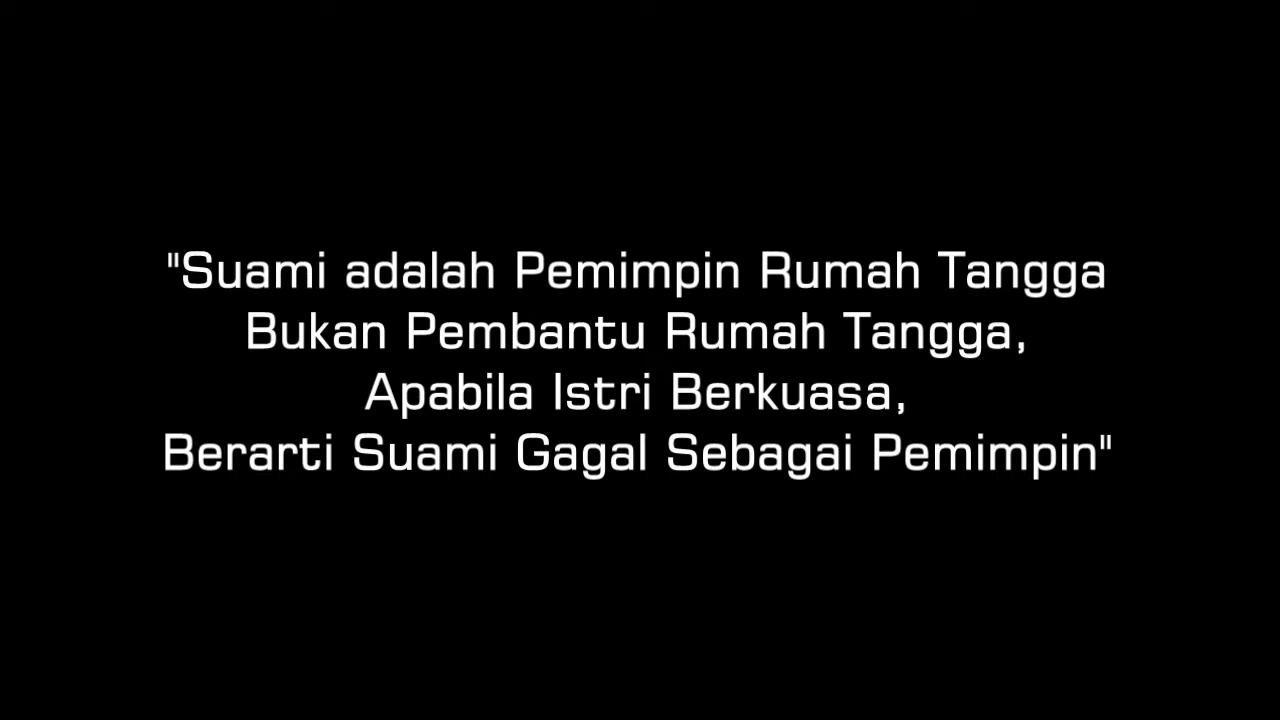 "Suami adalah Pemimpin Rumah Tangga
Bukan Pembantu Rumah Tangga,
Apabila Istri Berkuasa,
Berarti Suami Gagal Sebagai Pemimpin"